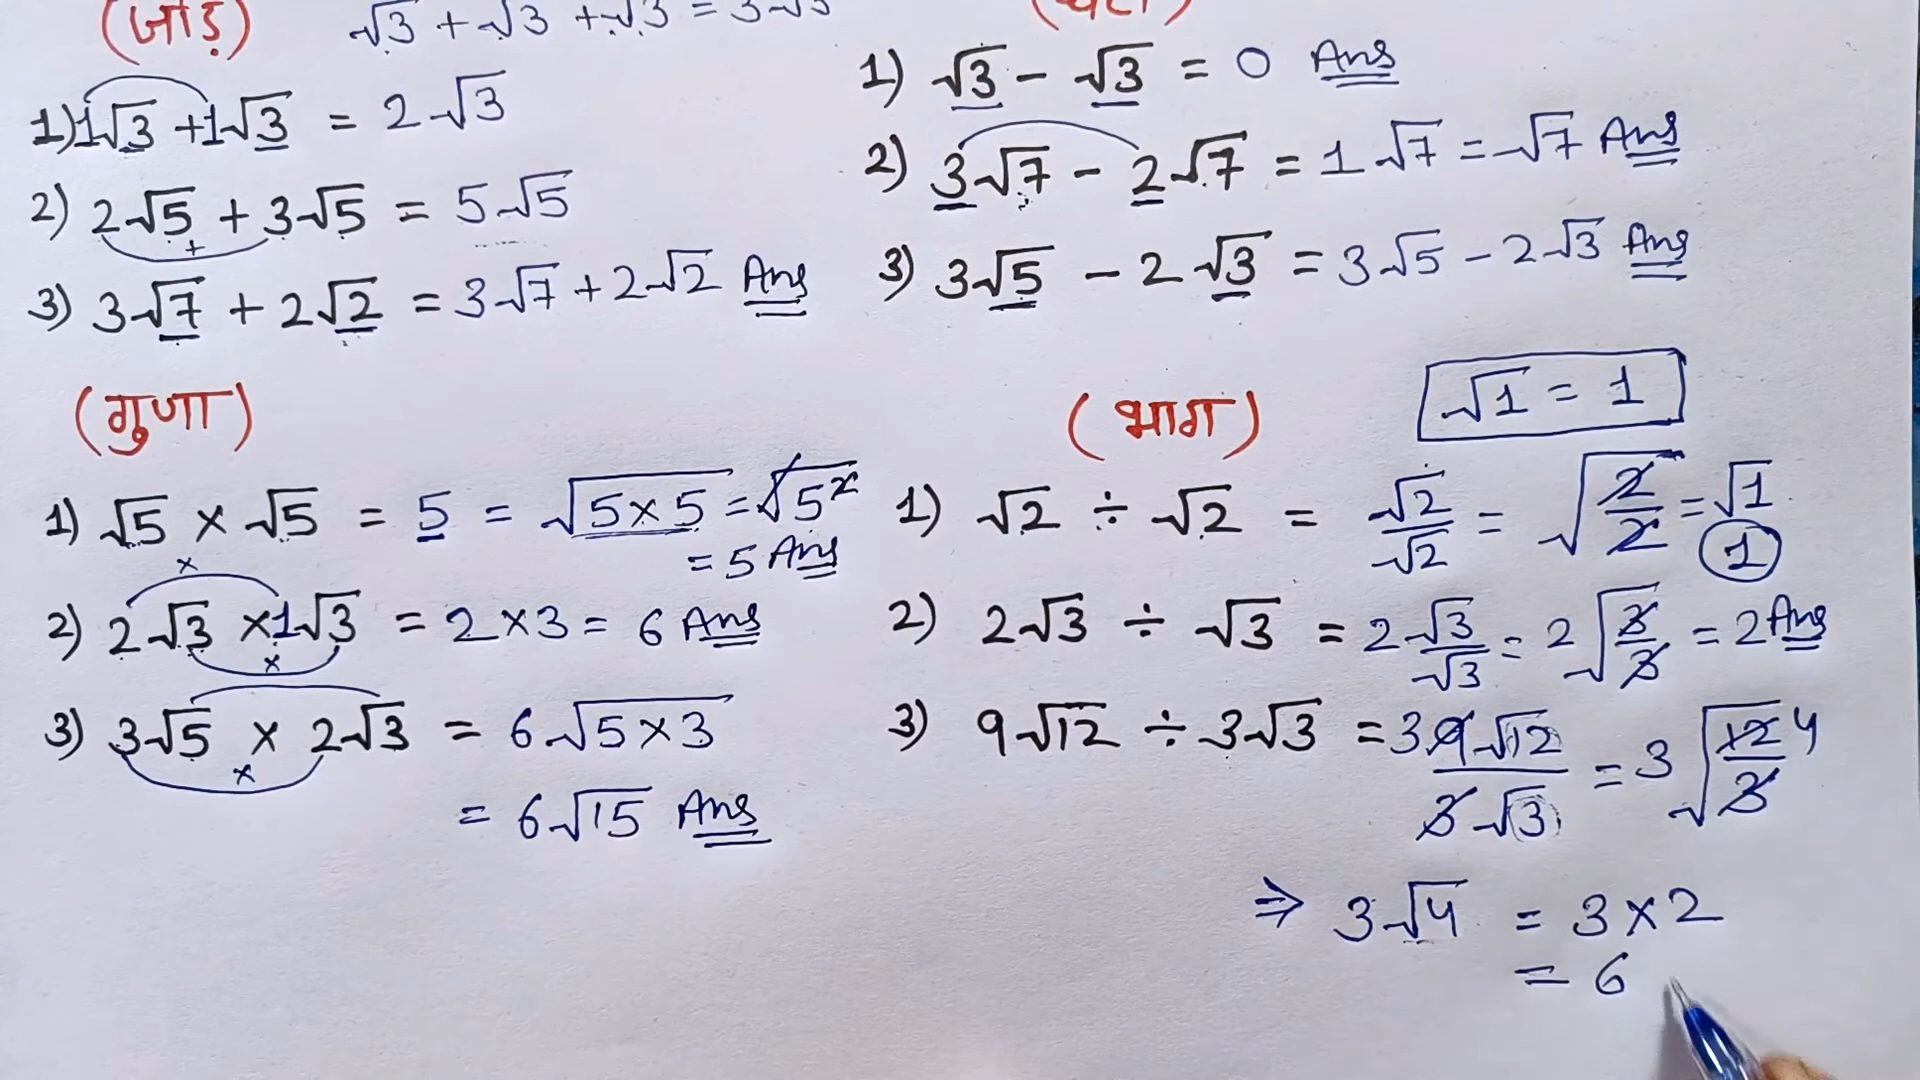 (जोड़) √3 + √3 + √3 = 3√3
1) 1√3 + 1√3 = 2√3
2) 2√5 + 3√5 = 5√5
+
3) 3√7 + 2√2 = 3√7 + 2√2 Ans
1) √3 - √3 = 0 Ans
2) 3√7 - 2√7 = 1√7 = √7 Ans
3) 3√5 - 2√3 = 3√5 - 2√3 Ans
(गुणा)
1) √5 × √5 = 5 = √5×5 = √5²
= 5 Ans
×
2) 2√3 × 1√3 = 2 × 3 = 6 Ans
×
3) 3√5 × 2√3 = 6√5×3
×
= 6√15 Ans
(भाग) √1 = 1
1) √2 ÷ √2 = √2/√2 = √2/2 = √1
1
2) 2√3 ÷ √3 = 2 √3/√3 = 2 √3/3 = 2 Ans
3) 9√12 ÷ 3√3 = 3 9√12/3√3 = 3 √12/3 4
⇒ 3√4 = 3 × 2
= 6